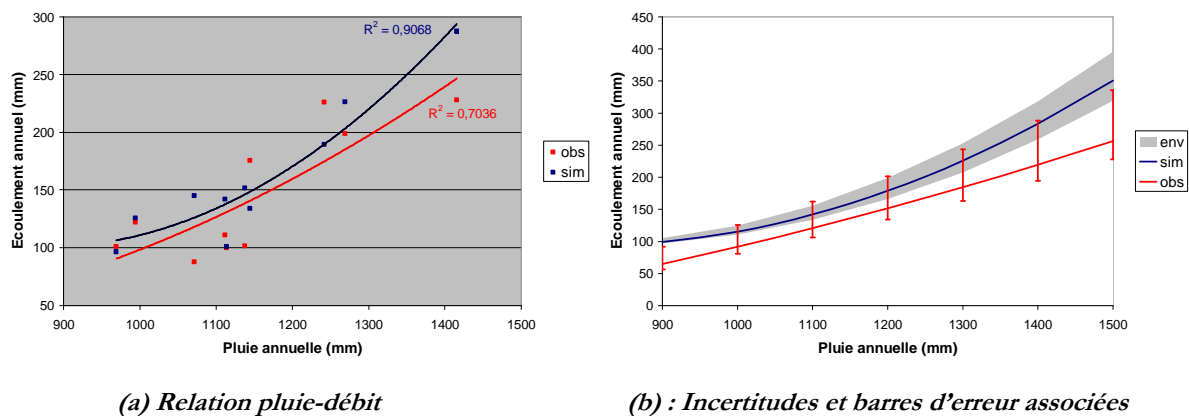 300
250
200
150
100
50
900 1000 1100 1200 1300 1400 1500
Ecoulement annuel (mm)
Pluie annuelle (mm)
R² = 0,9068
R² = 0,7036
obs
sim
(a) Relation pluie-débit
450
400
350
300
250
200
150
100
50
0
900 1000 1100 1200 1300 1400 1500
Ecoulement annuel (mm)
Pluie annuelle (mm)
env
sim
obs
(b) : Incertitudes et barres d'erreur associées